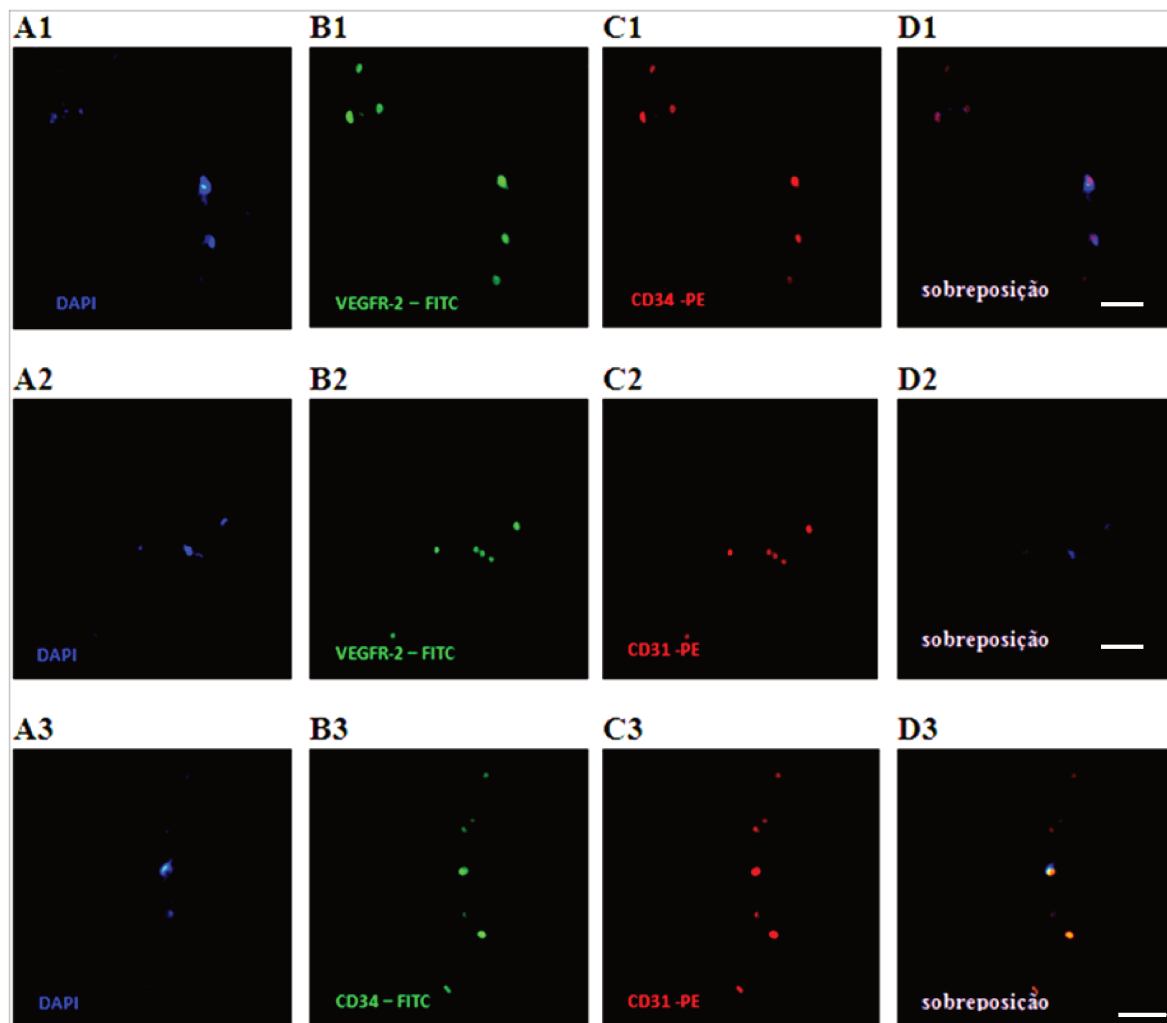 A1 B1 C1 D1
DAPI VEGFR-2 – FITC CD34 -PE sobreposição
A2 B2 C2 D2
DAPI VEGFR-2 – FITC CD31 -PE sobreposição
A3 B3 C3 D3
DAPI CD34 – FITC CD31 -PE sobreposição